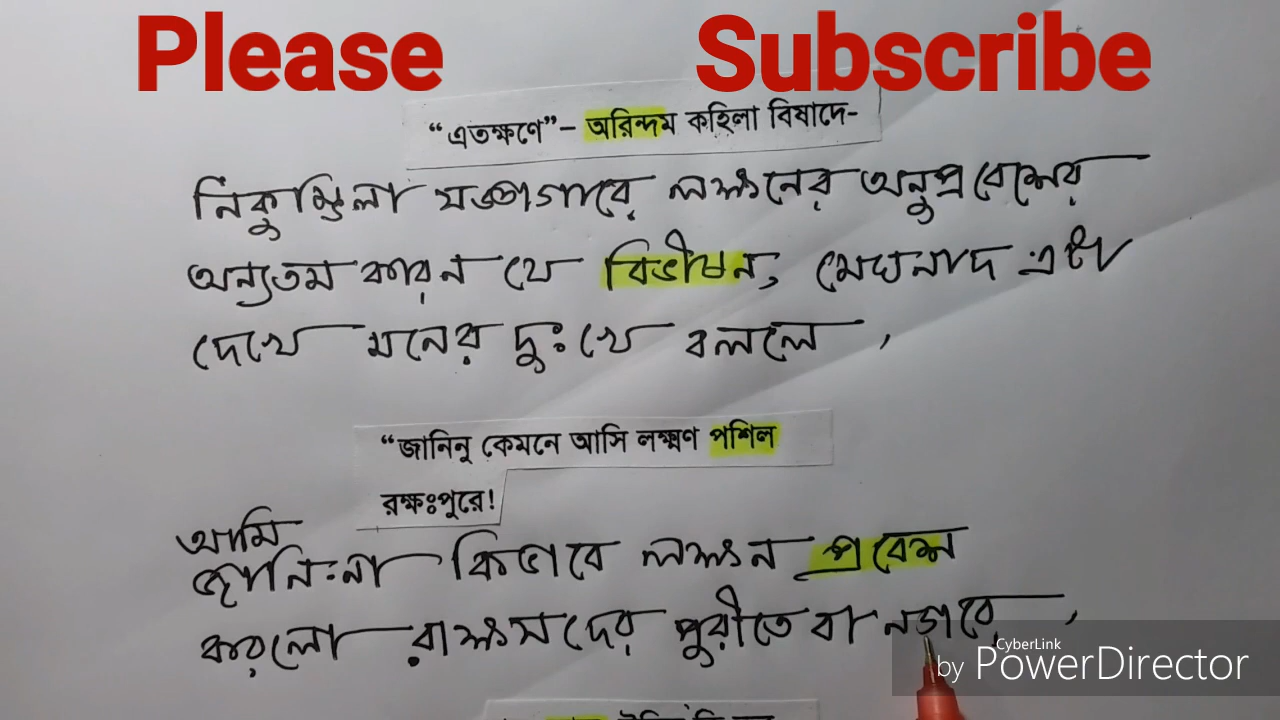 Please Subscribe
“এতক্ষণে”– অরিন্দম কহিলা বিষাদে-
নিকুম্ভিলা যজ্ঞাগারে লক্ষনের অনুপ্রবেশের
অন্যতম কারন যে বিভীষন, মেঘনাদ এটা
দেখে মনের দুঃখে বললে,
“জানিনু কেমনে আসি লক্ষ্মণ পশিল
রক্ষঃপুরে!
আমি
জানি না কিভাবে লক্ষন প্রবেশ
করলো রাক্ষসদের পুরীতে বা নগরে,
CyberLink
by PowerDirector